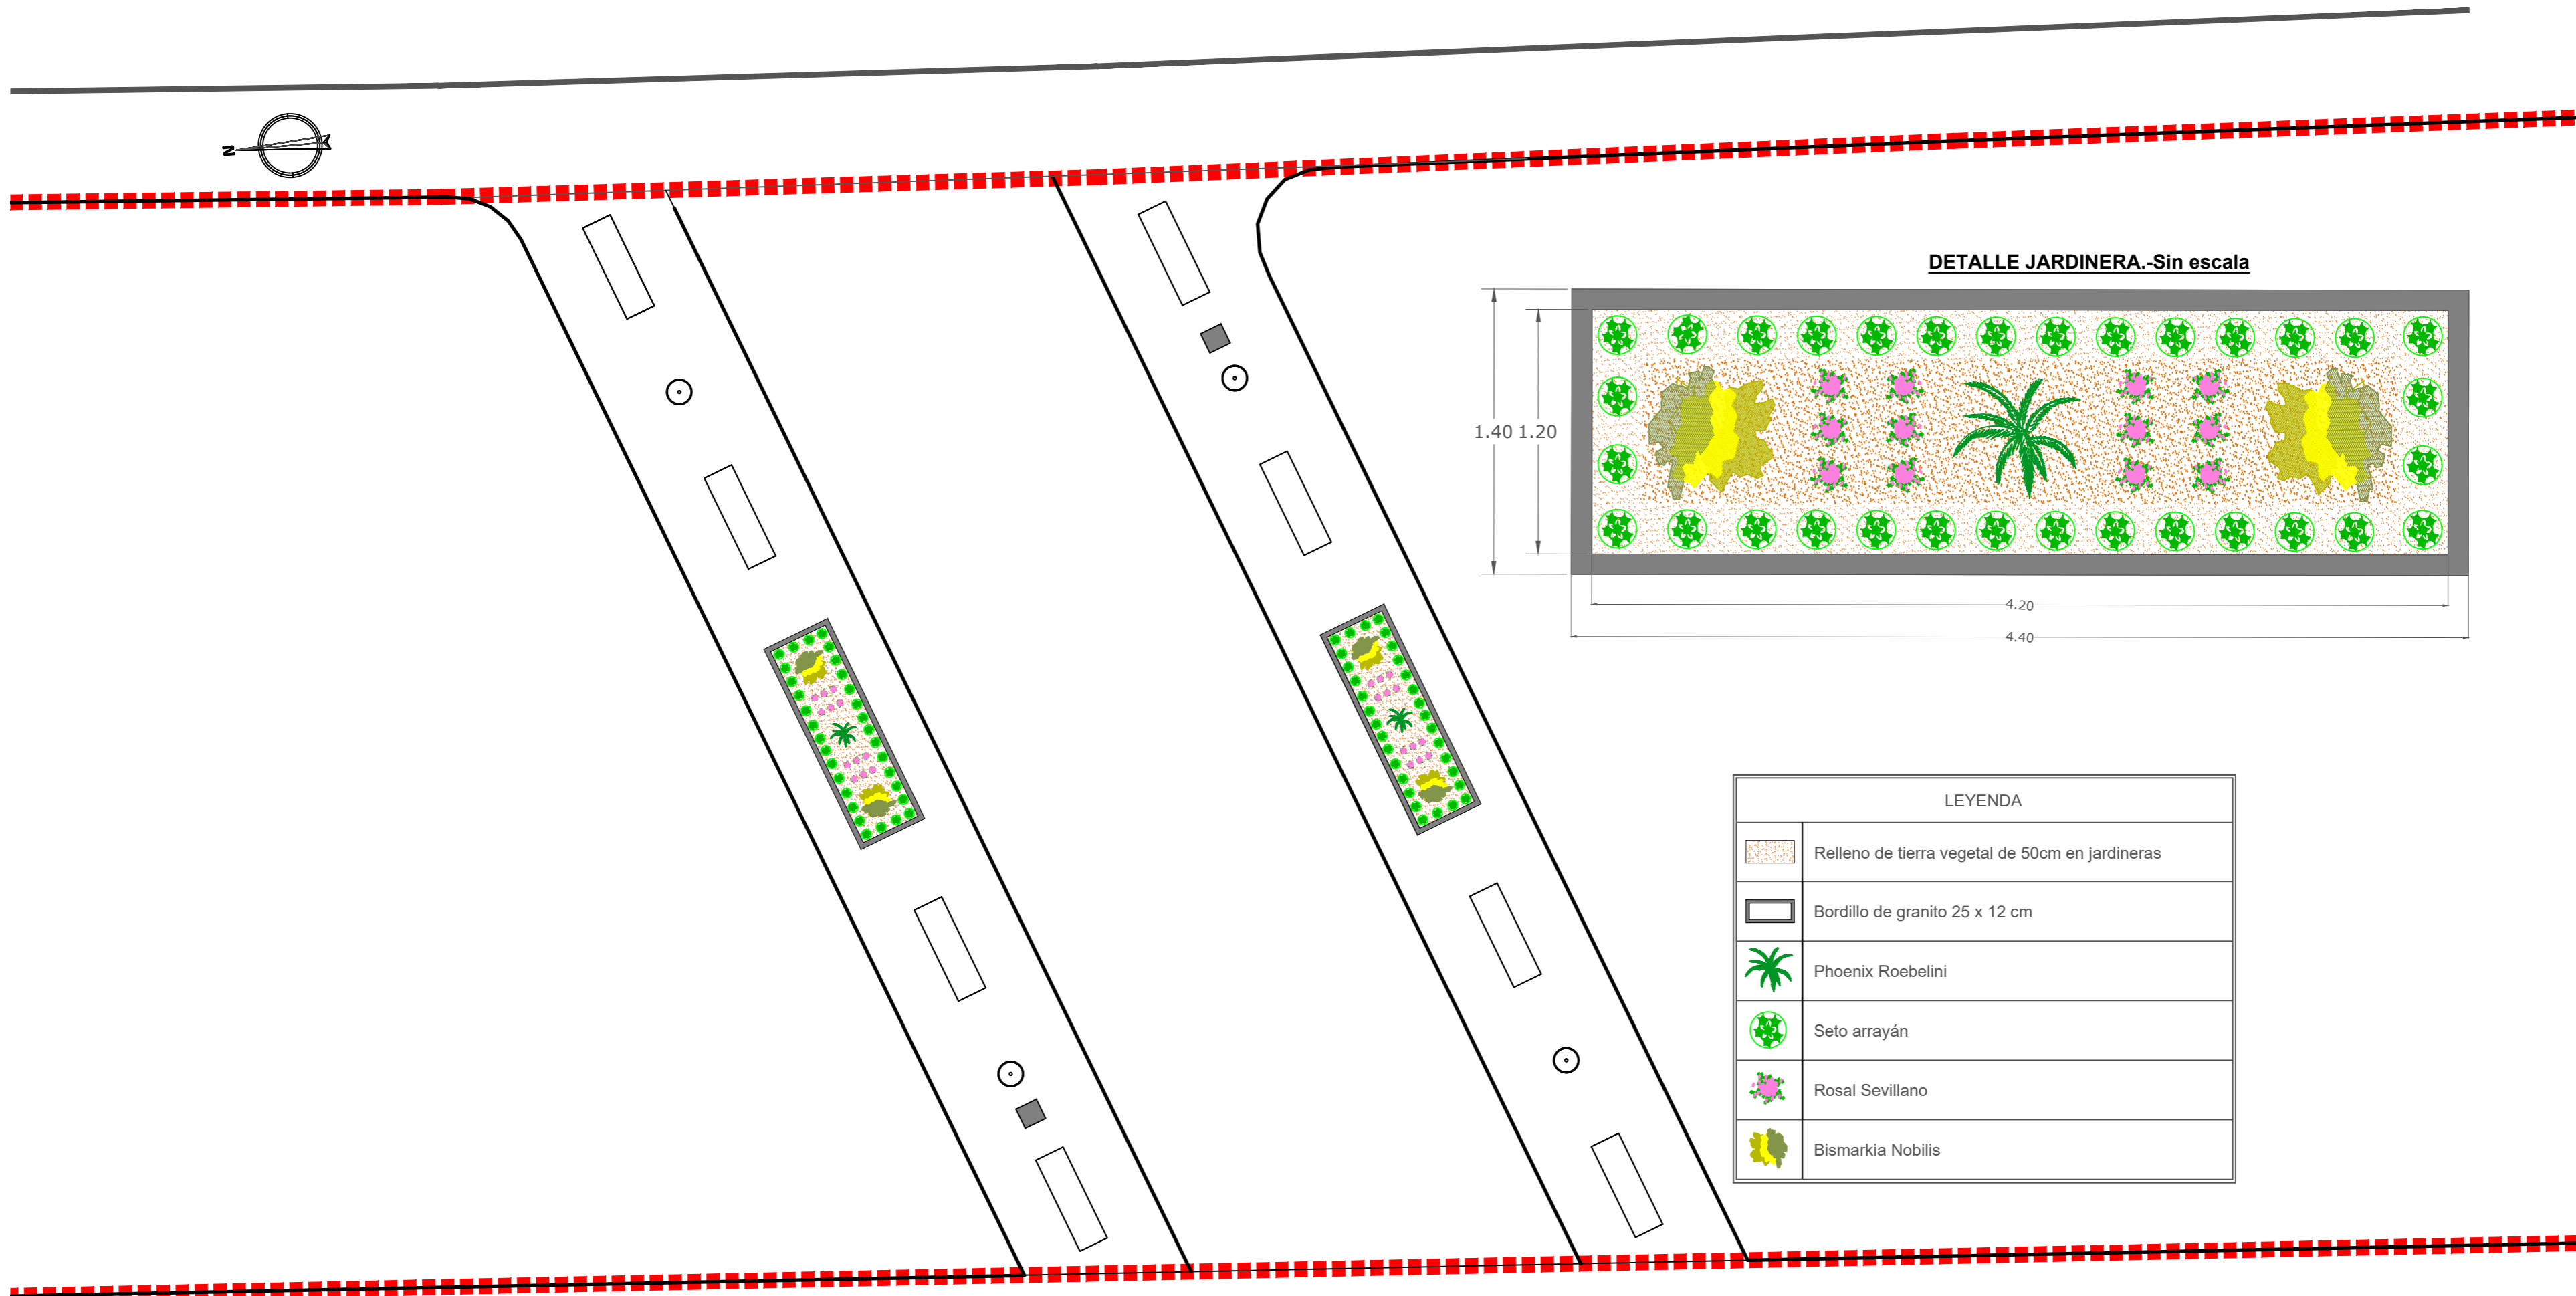 N
DETALLE JARDINERA.-Sin escala
1.40 1.20
4.20
4.40
LEYENDA
Relleno de tierra vegetal de 50cm en jardineras
Bordillo de granito 25 x 12 cm
Phoenix Roebelini
Seto arrayán
Rosal Sevillano
Bismarkia Nobilis